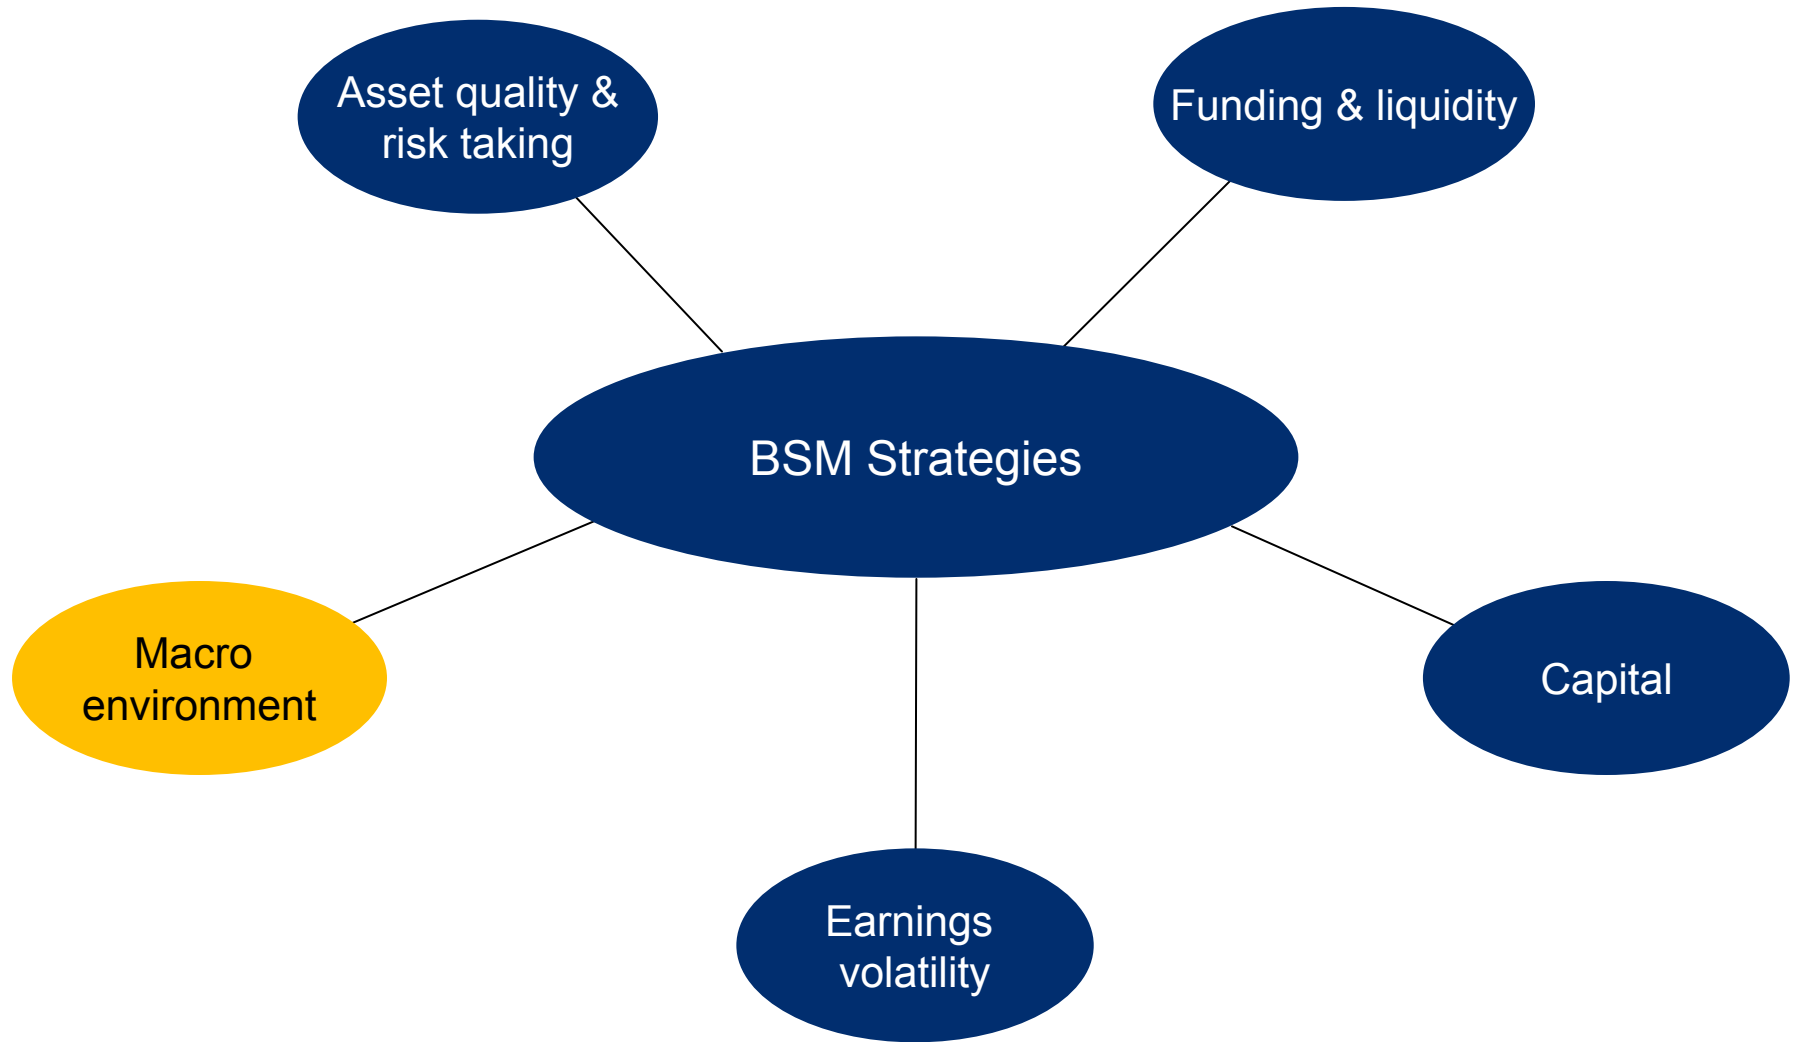 Asset quality &
risk taking
Funding & liquidity
BSM Strategies
Macro
environment
Capital
Earnings
volatility